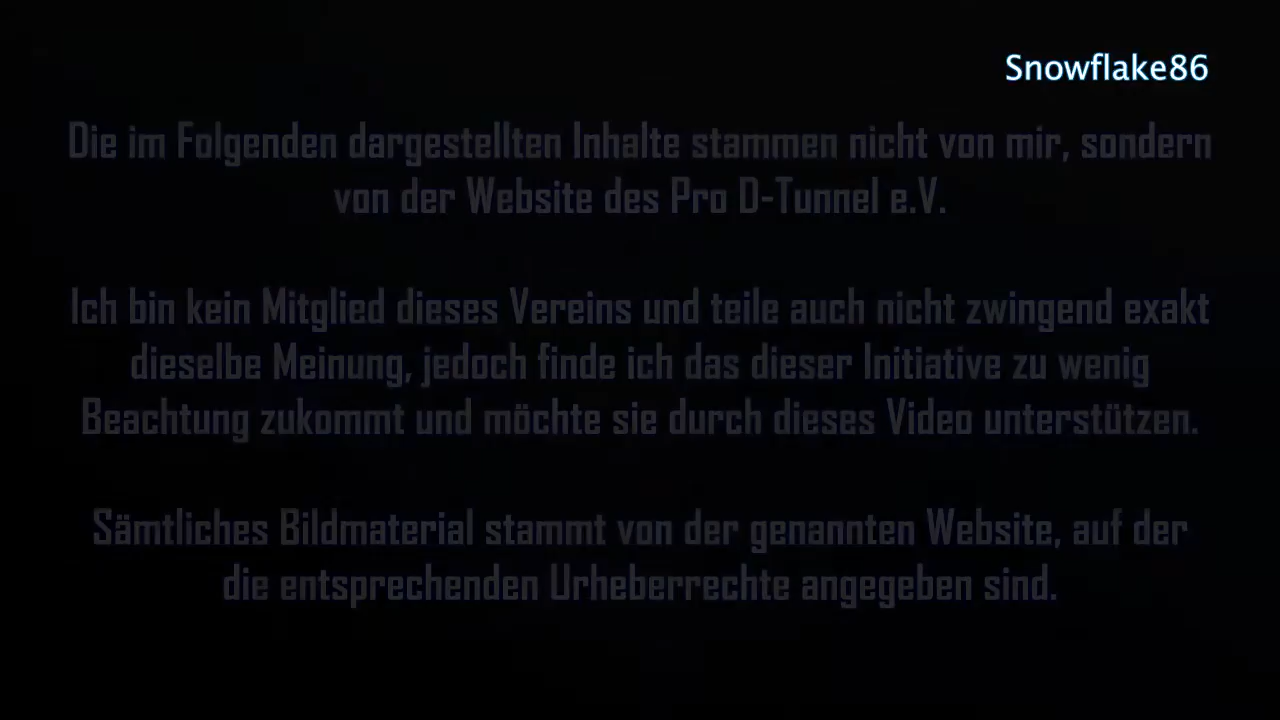 Snowflake86
Die im Folgenden dargestellten Inhalte stammen nicht von mir, sondern
von der Website des Pro D-Tunnel e.V.
Ich bin kein Mitglied dieses Vereins und teile auch nicht zwingend exakt
dieselbe Meinung, jedoch finde ich das dieser Initiative zu wenig
Beachtung zukommt und möchte sie durch dieses Video unterstützen.
Sämtliches Bildmaterial stammt von der genannten Website, auf der
die entsprechenden Urheberrechte angegeben sind.